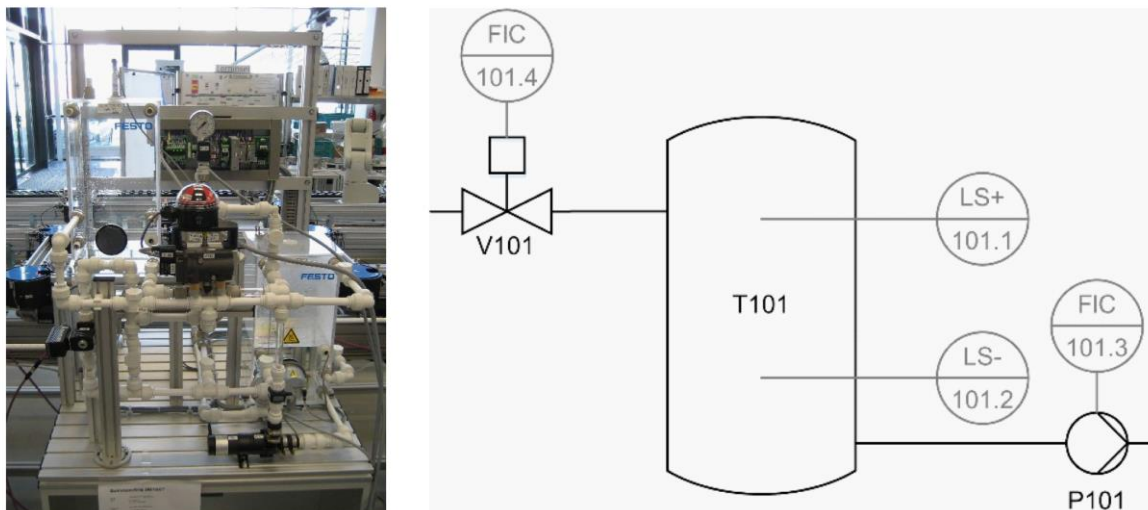 FESTO
FESTO
FIC
101.4
V101
T101
LS+
101.1
LS-
101.2
FIC
101.3
P101